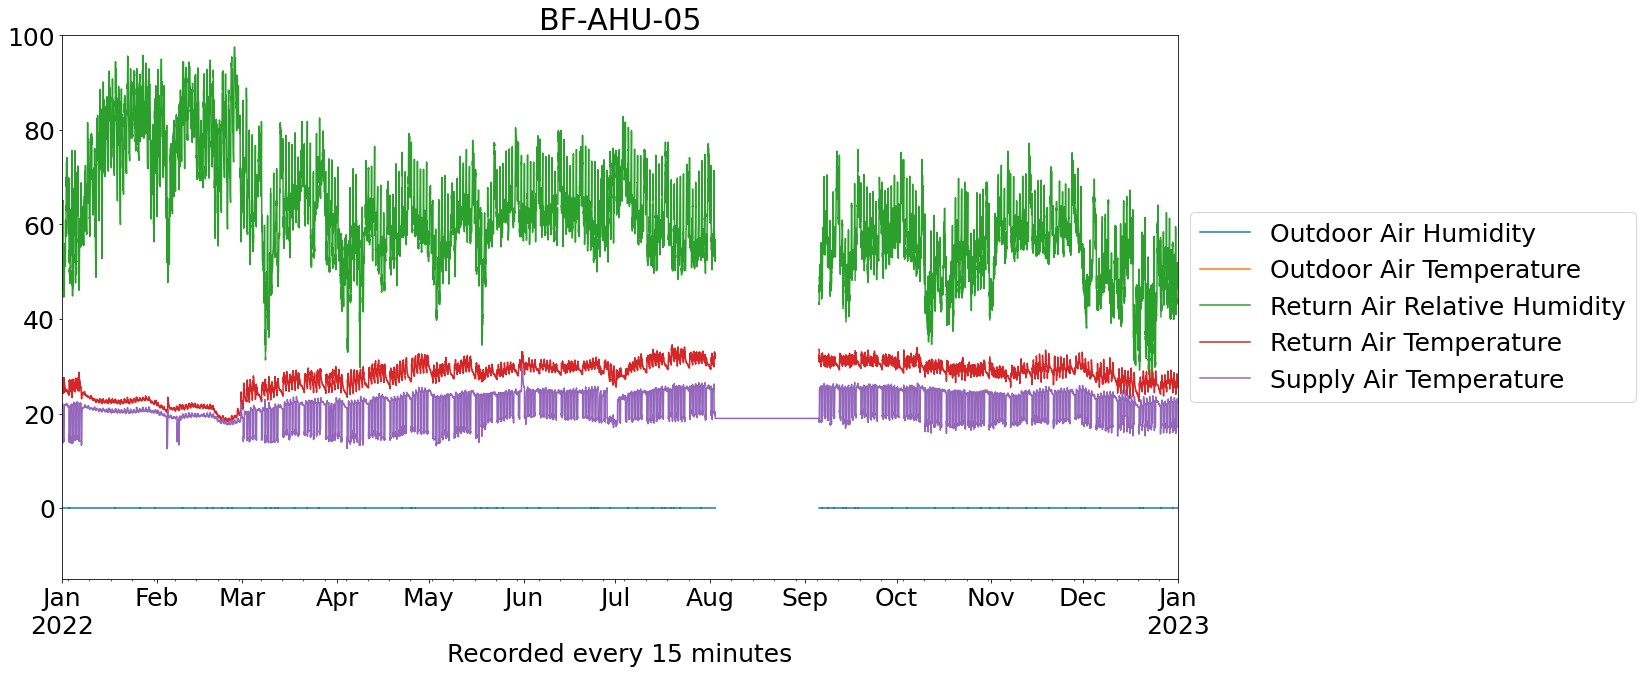 BF-AHU-05
100
80
60
40
20
0
Jan Feb Mar Apr May Jun Jul Aug Sep Oct Nov Dec Jan
2022 2023
Recorded every 15 minutes
Outdoor Air Humidity
Outdoor Air Temperature
Return Air Relative Humidity
Return Air Temperature
Supply Air Temperature